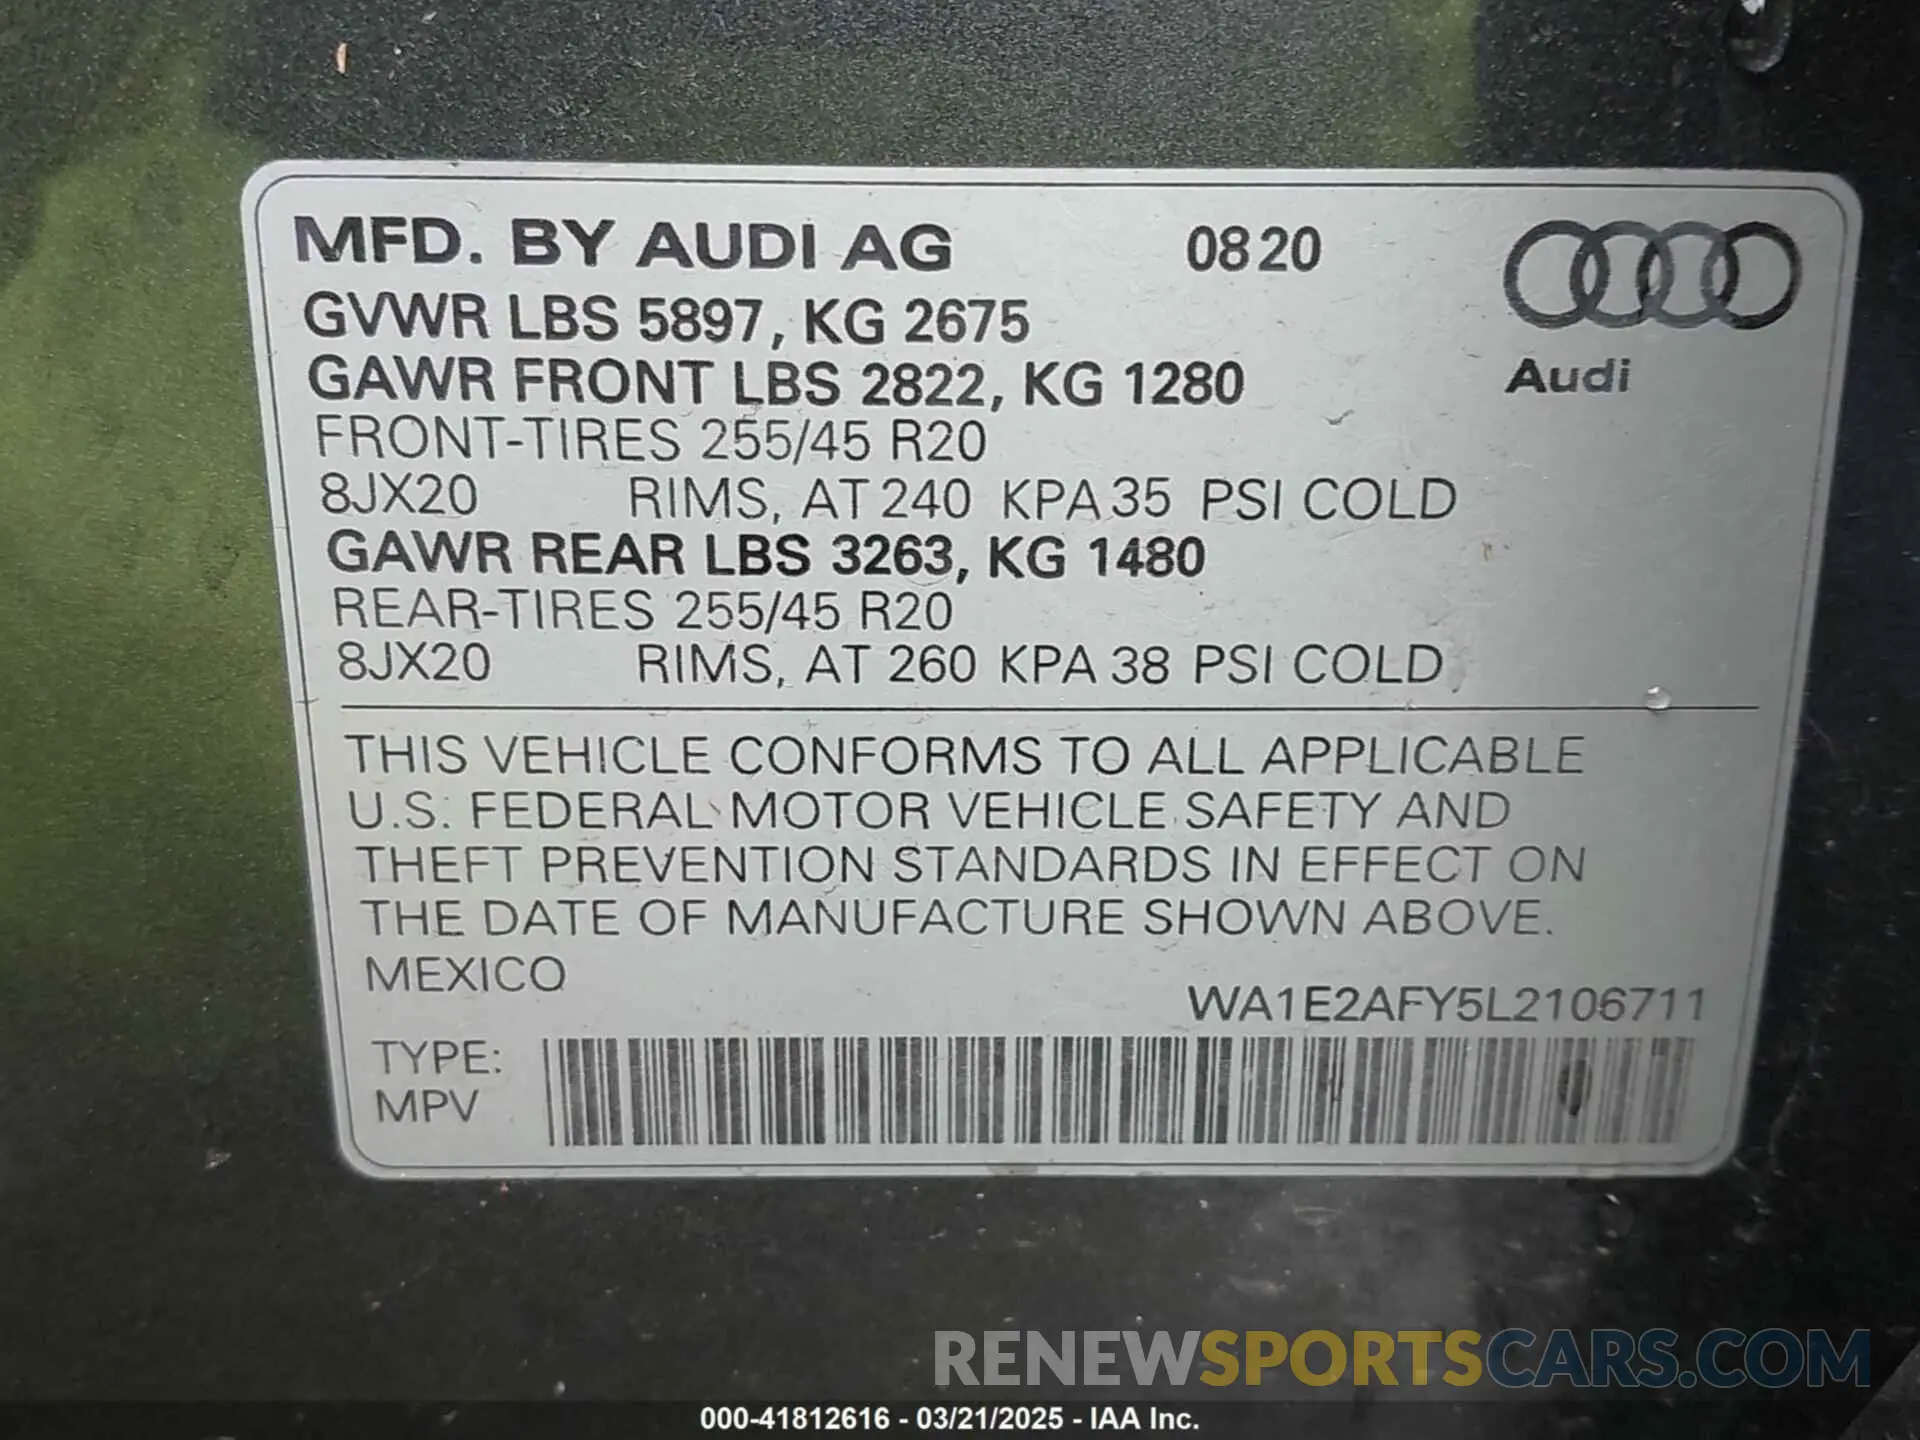 MFD. BY AUDI AG 0820
GVWR LBS 5897, KG 2675
GAWR FRONT LBS 2822, KG 1280
Audi
FRONT-TIRES 255/45 R20
8JX20 RIMS, AT 240 KPA 35 PSI COLD
GAWR REAR LBS 3263, KG 1480
REAR-TIRES 255/45 R20
8JX20 RIMS, AT 260 KPA 38 PSI COLD
THIS VEHICLE CONFORMS TO ALL APPLICABLE
U.S. FEDERAL MOTOR VEHICLE SAFETY AND
THEFT PREVENTION STANDARDS IN EFFECT ON
THE DATE OF MANUFACTURE SHOWN ABOVE.
MEXICO
WA1E2AFY5L2106711
TYPE:
MPV
RENEWSPORTSCARS.COM
000-41812616 - 03/21/2025 - IAA Inc.